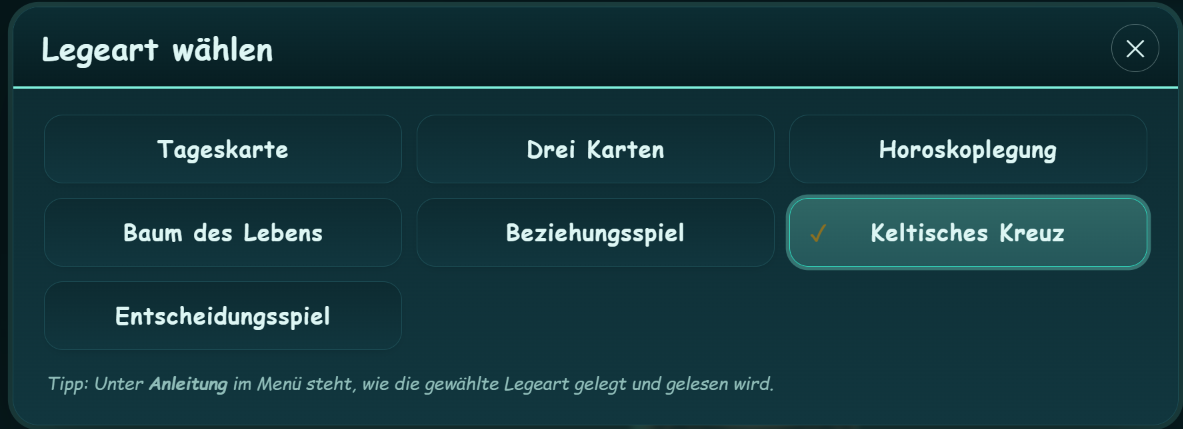 Legeart wählen
Tageskarte
Drei Karten
Horoskoplegung
Baum des Lebens
Beziehungsspiel
✓ Keltisches Kreuz
Entscheidungsspiel
Tipp: Unter Anleitung im Menü steht, wie die gewählte Legeart gelegt und gelesen wird.